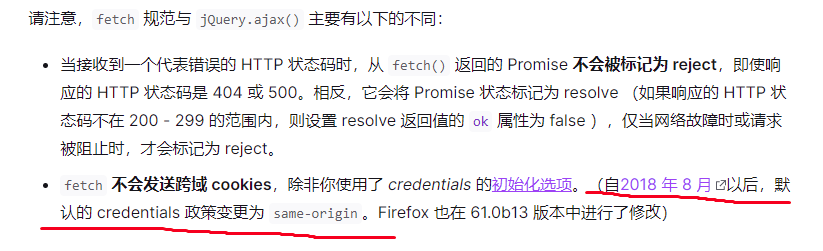 请注意，fetch 规范与 jQuery.ajax() 主要有以下的不同：
• 当接收到一个代表错误的 HTTP 状态码时，从 fetch() 返回的 Promise 不会被标记为 reject，即使响
应的 HTTP 状态码是 404 或 500。相反，它会将 Promise 状态标记为 resolve （如果响应的 HTTP 状
态码不在 200 - 299 的范围内，则设置 resolve 返回值的 ok 属性为 false ），仅当网络故障时或请求
被阻止时，才会标记为 reject。
• fetch 不会发送跨域 cookies，除非你使用了 credentials 的初始化选项。（自2018 年 8 月以后，默
认的 credentials 政策变更为 same-origin。Firefox 也在 61.0b13 版本中进行了修改）